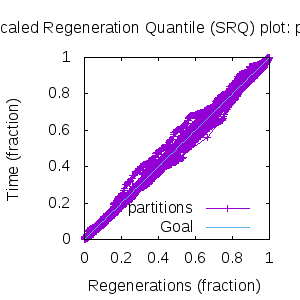 caled Regeneration Quantile (SRQ) plot: p
1
0.8
0.6
0.4
0.2
0
0 0.2 0.4 0.6 0.8 1
Time (fraction)
partitions
Goal
Regenerations (fraction)